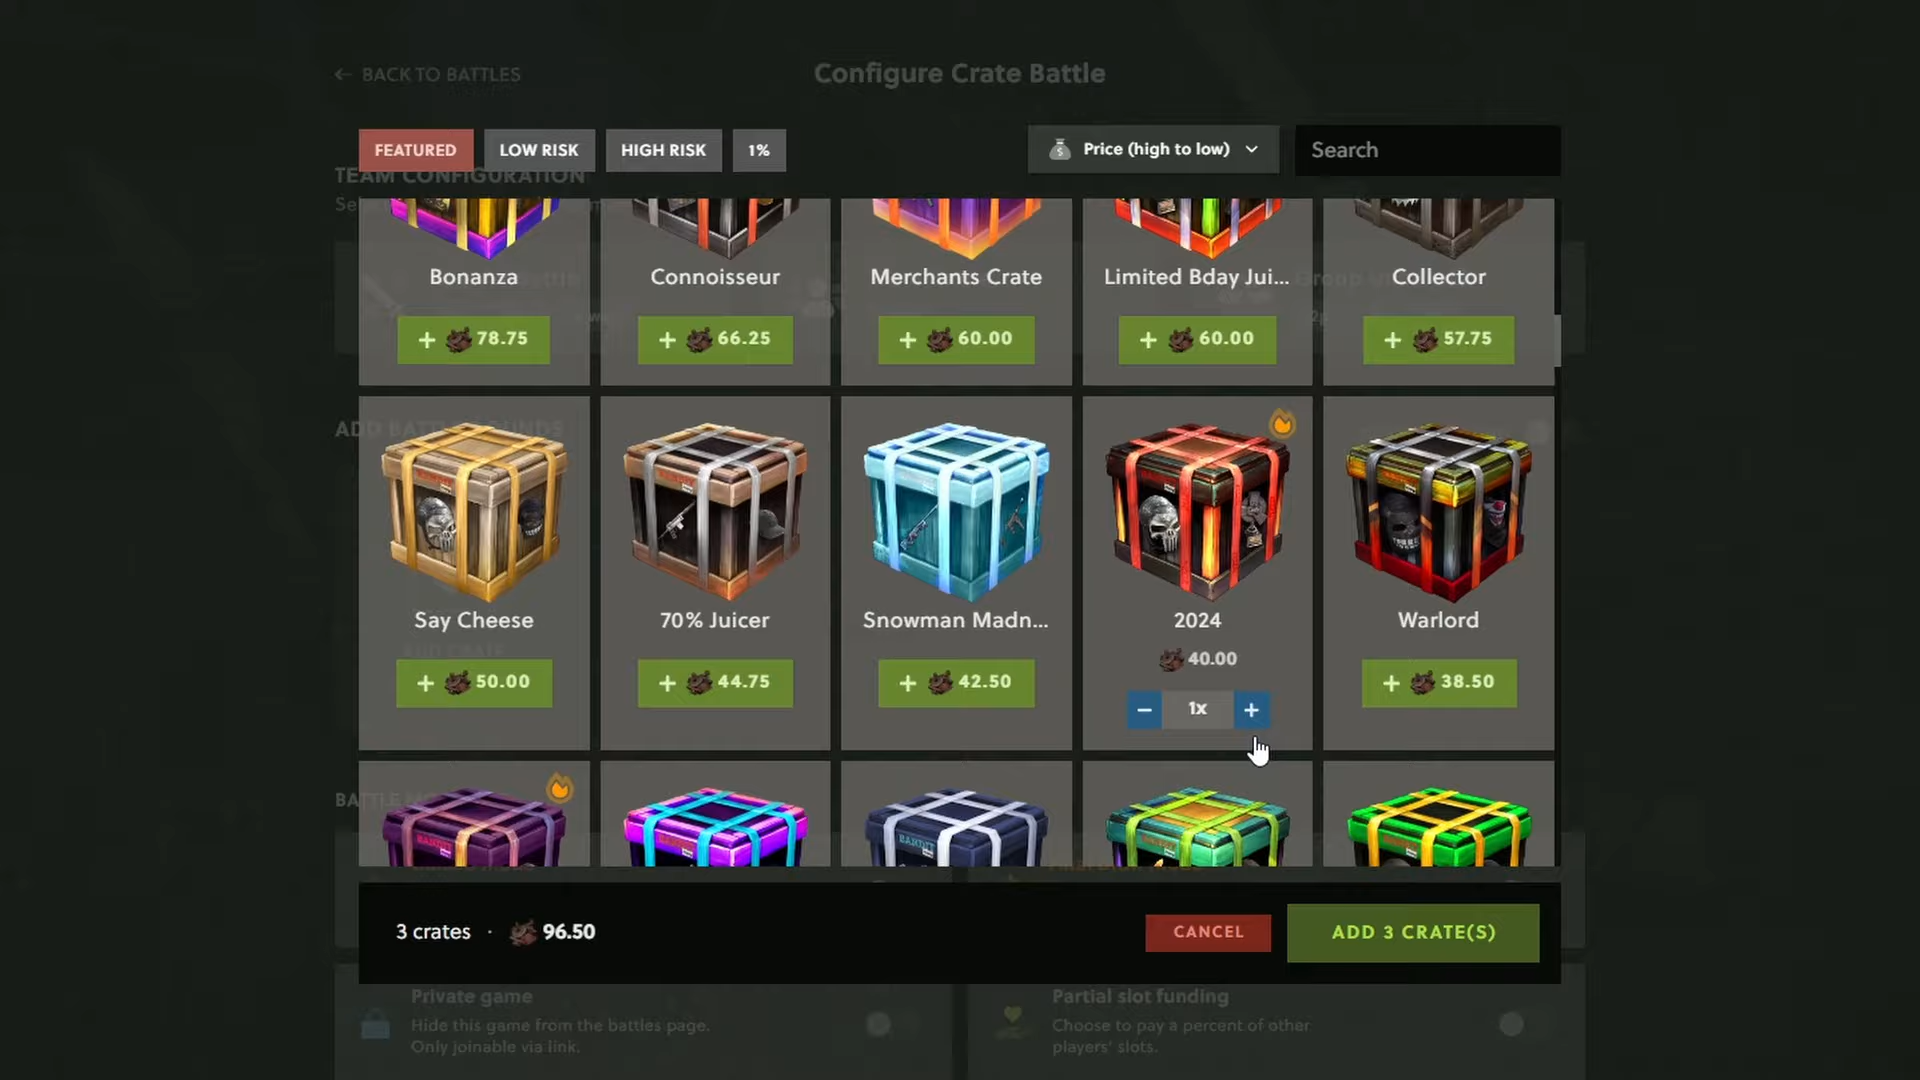 ← BACK TO BATTLES
Configure Crate Battle
FEATURED
LOW RISK
HIGH RISK
1%
Price (high to low)
Search
TEAM CONFIGURATION
Bonanza
Connoisseur
Merchants Crate
Limited Bday Jui...
Collector
+ 78.75
+ 66.25
+ 60.00
+ 60.00
+ 57.75
Say Cheese
70% Juicer
Snowman Madn...
2024
Warlord
40.00
+ 50.00
+ 44.75
+ 42.50
+ 38.50
− 1x +
3 crates · 96.50
CANCEL
ADD 3 CRATE(S)
Private game
Hide this game from the battles page.
Only joinable via link.
Partial slot funding
Choose to pay a percent of other
players' slots.